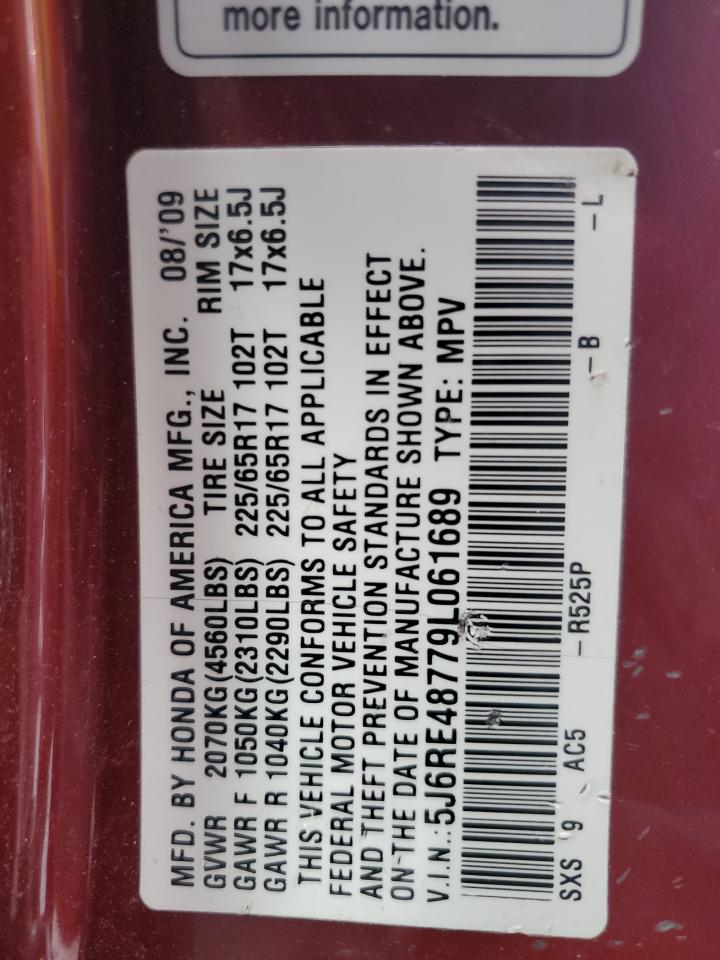 more information.
MFD. BY HONDA OF AMERICA MFG., INC. 08/'09
GVWR 2070KG(4560LBS) TIRE SIZE RIM SIZE
GAWR F 1050KG(2310LBS) 225/65R17 102T 17x6.5J
GAWR R 1040KG(2290LBS) 225/65R17 102T 17x6.5J
THIS VEHICLE CONFORMS TO ALL APPLICABLE
FEDERAL MOTOR VEHICLE SAFETY
AND THEFT PREVENTION STANDARDS IN EFFECT
ON THE DATE OF MANUFACTURE SHOWN ABOVE.
V.I.N.:5J6RE48779L061689 TYPE: MPV
SXS 9 AC5 -R525P -B -L